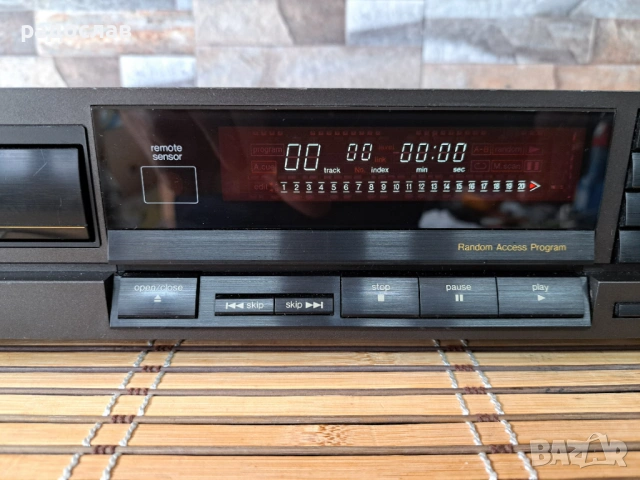 радослав
remote
sensor
program
00 00 00:00
track index min sec
1 2 3 4 5 6 7 8 9 10 11 12 13 14 15 16 17 18 19 20
Random Access Program
open/close
skip skip
stop
pause
play
BAZAR